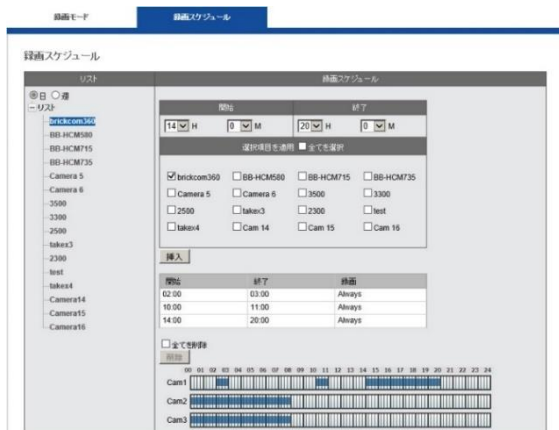 録画モード 録画スケジュール
録画スケジュール
リスト 録画スケジュール
日 週
リスト
brickcom360
BB-HCM580
BB-HCM715
BB-HCM735
Camera 5
Camera 6
3500
3300
2500
takex3
2300
test
takex4
Camera14
Camera15
Camera16
開始 終了
14 H 0 M 20 H 0 M
選択項目を適用 全てを選択
brickcom360 BB-HCM580 BB-HCM715 BB-HCM735
Camera 5 Camera 6 3500 3300
2500 takex3 2300 test
takex4 Cam 14 Cam 15 Cam 16
挿入
開始 終了 録画
02:00 03:00 Always
10:00 11:00 Always
14:00 20:00 Always
全てを削除
削除
00 01 02 03 04 05 06 07 08 09 10 11 12 13 14 15 16 17 18 19 20 21 22 23 24
Cam1
Cam2
Cam3